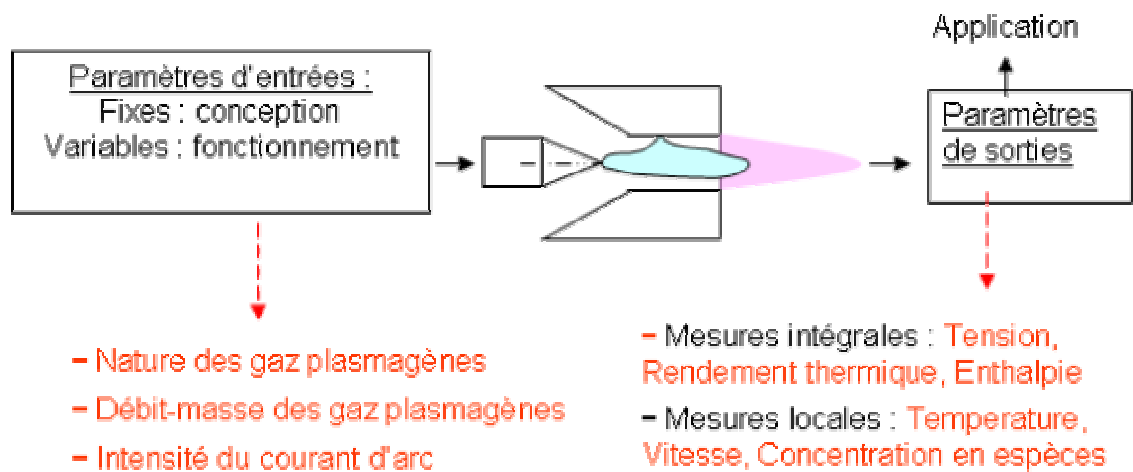 Paramètres d'entrées :
Fixes : conception
Variables : fonctionnement
Application
Paramètres
de sorties
– Nature des gaz plasmagènes
– Débit-masse des gaz plasmagènes
– Intensité du courant d'arc
– Mesures intégrales : Tension,
Rendement thermique, Enthalpie
– Mesures locales : Temperature,
Vitesse, Concentration en espèces